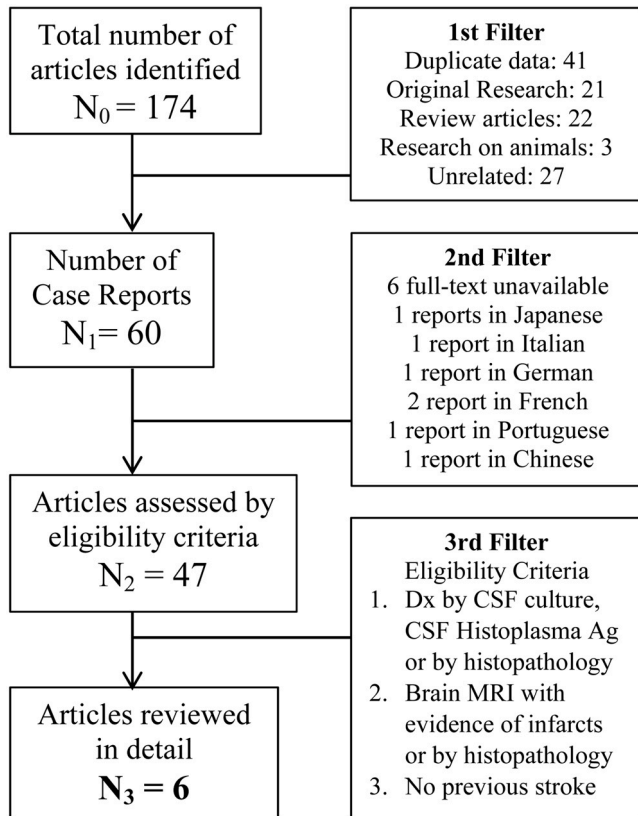 Total number of
articles identified
N₀ = 174
1st Filter
Duplicate data: 41
Original Research: 21
Review articles: 22
Research on animals: 3
Unrelated: 27
Number of
Case Reports
N₁= 60
2nd Filter
6 full-text unavailable
1 reports in Japanese
1 report in Italian
1 report in German
2 report in French
1 report in Portuguese
1 report in Chinese
Articles assessed by
eligibility criteria
N₂ = 47
3rd Filter
Eligibility Criteria
1. Dx by CSF culture,
CSF Histoplasma Ag
or by histopathology
2. Brain MRI with
evidence of infarcts
or by histopathology
3. No previous stroke
Articles reviewed
in detail
N₃ = 6